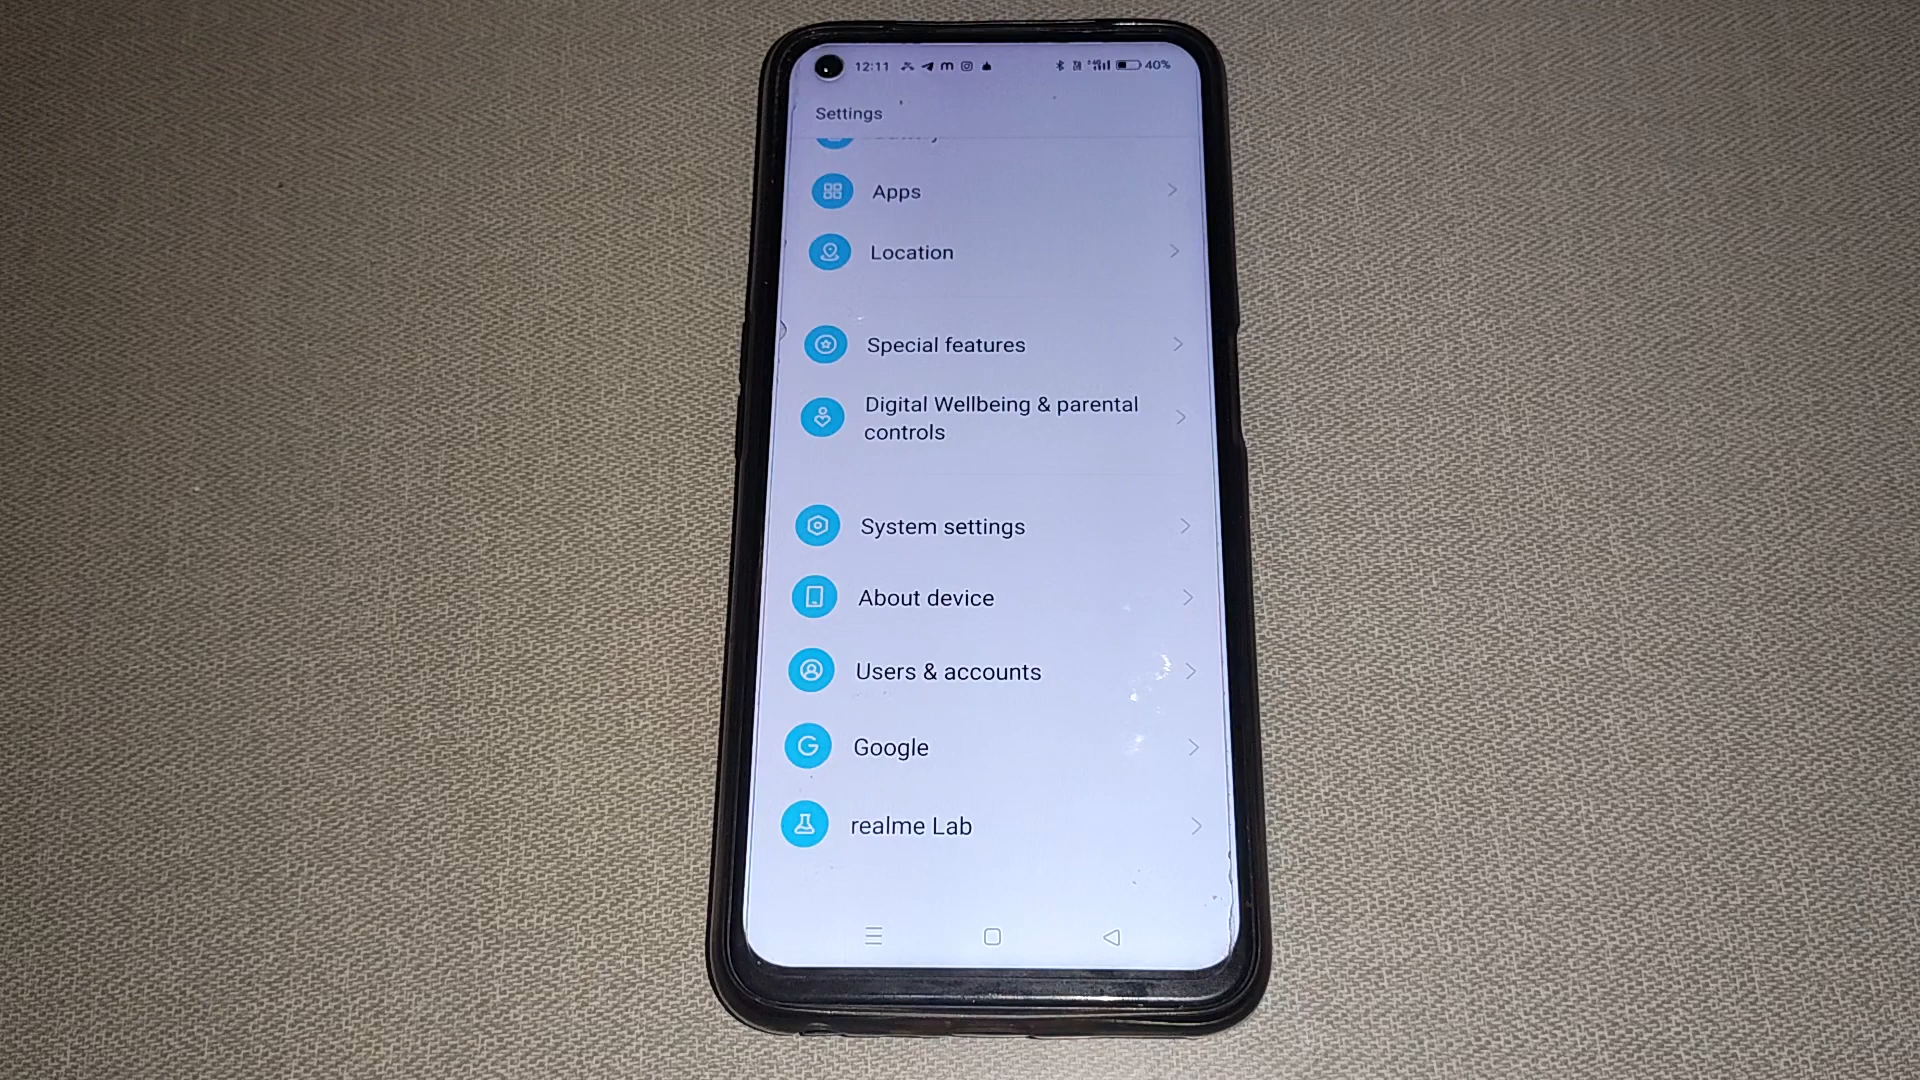 12:11 m 40%
Settings
Apps
Location
Special features
Digital Wellbeing & parental
controls
System settings
About device
Users & accounts
Google
realme Lab